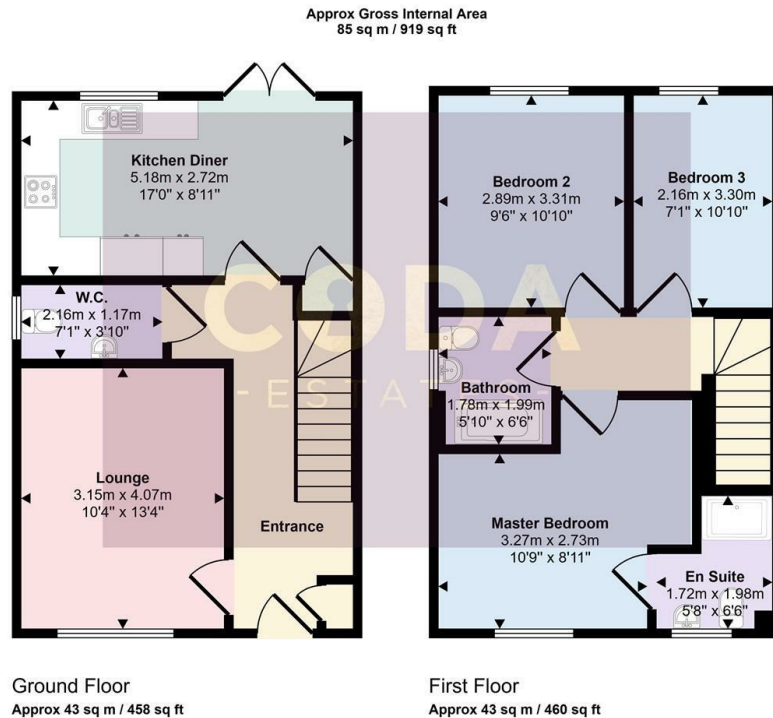 Approx Gross Internal Area
85 sq m / 919 sq ft
Kitchen Diner
5.18m x 2.72m
17'0" x 8'11"
W.C.
2.16m x 1.17m
7'1" x 3'10"
Lounge
3.15m x 4.07m
10'4" x 13'4"
Entrance
Bedroom 2
2.89m x 3.31m
9'6" x 10'10"
Bedroom 3
2.16m x 3.30m
7'1" x 10'10"
Bathroom
1.78m x 1.99m
5'10" x 6'6"
Master Bedroom
3.27m x 2.73m
10'9" x 8'11"
En Suite
1.72m x 1.98m
5'8" x 6'6"
CODA
- ESTATES -
Ground Floor
Approx 43 sq m / 458 sq ft
First Floor
Approx 43 sq m / 460 sq ft